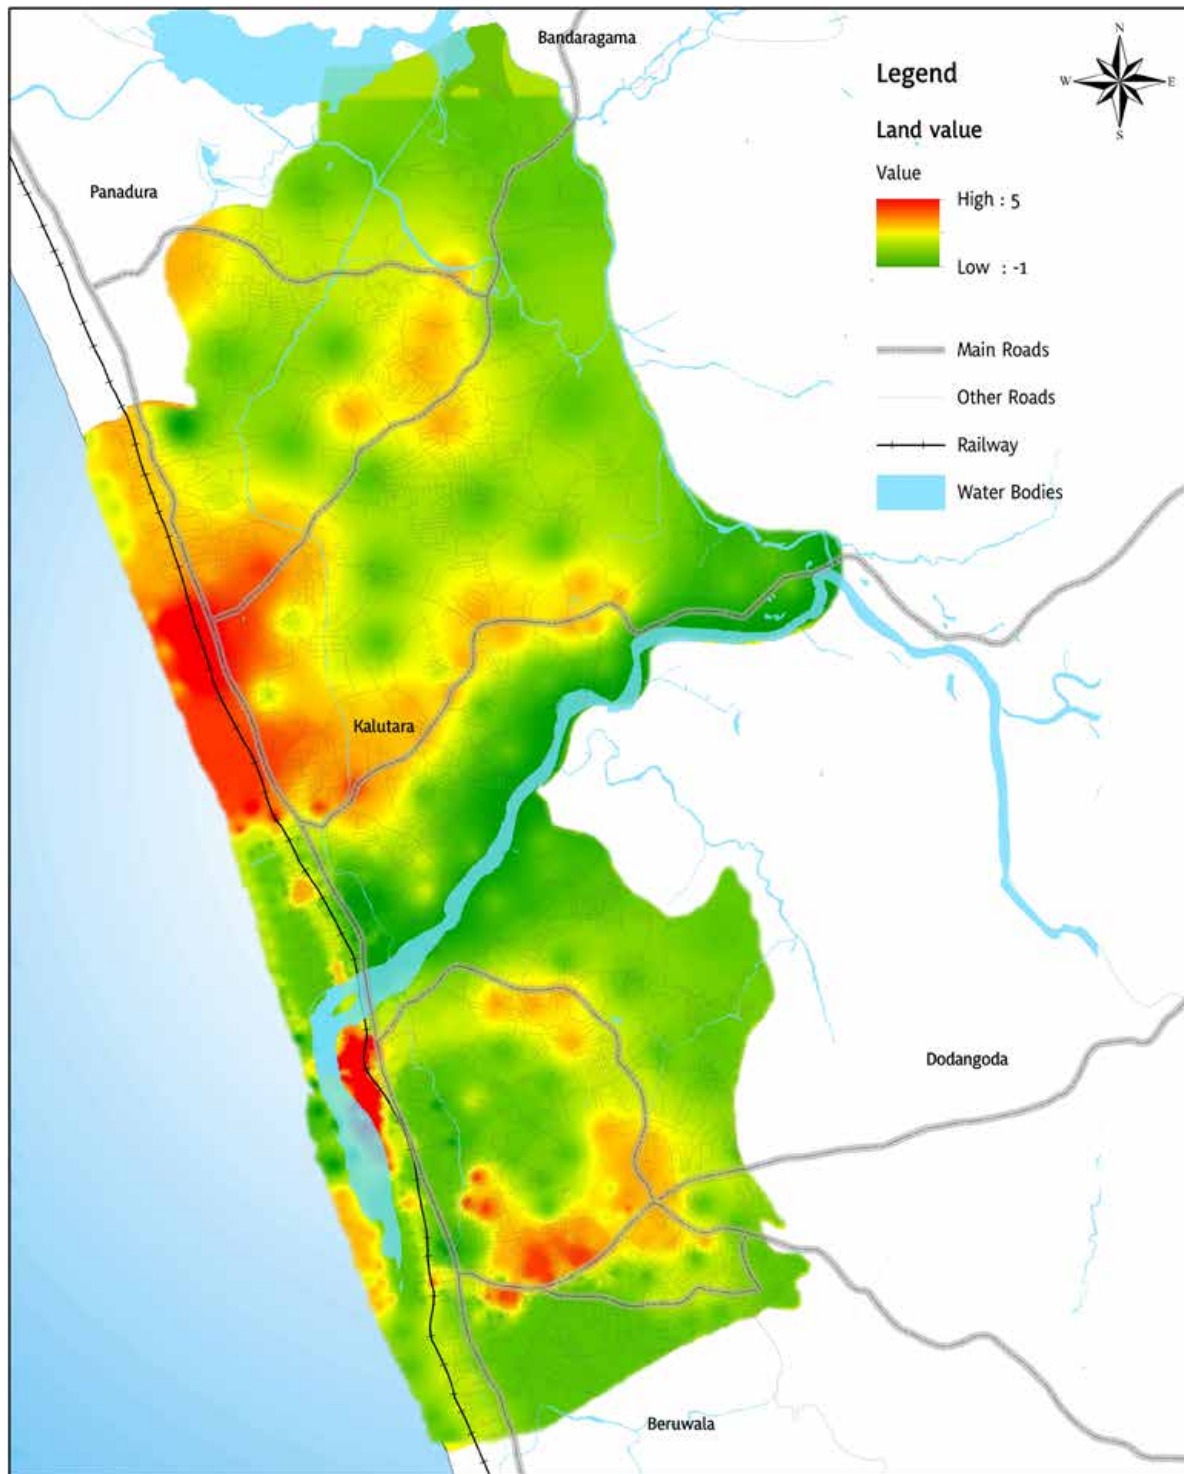 Bandaragama
N
W
E
S
Legend
Land value
Value
High : 5
Low : -1
Panadura
Main Roads
Other Roads
Railway
Water Bodies
Kalutara
Dodangoda
Beruwala